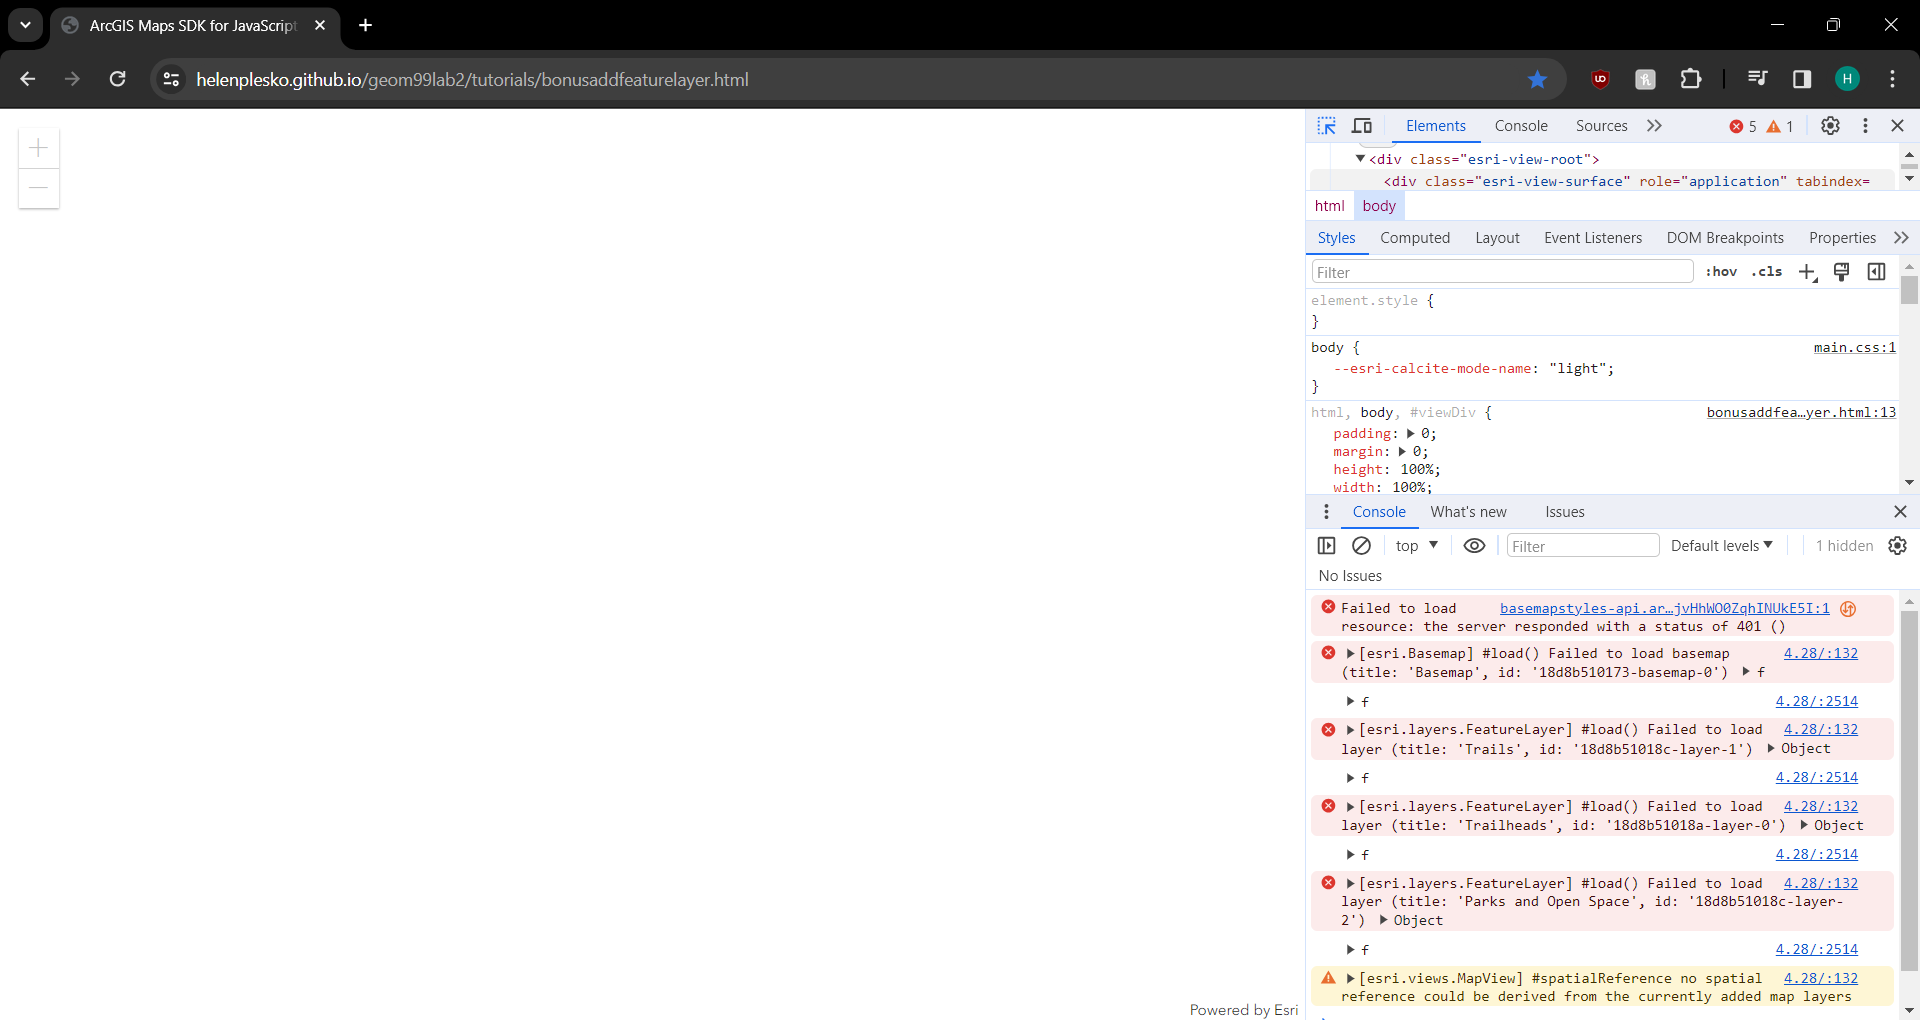 ArcGIS Maps SDK for JavaScript
helenplesko.github.io/geom99lab2/tutorials/bonusaddfeaturelayer.html
H
Elements Console Sources 5 1
▼<div class="esri-view-root">
<div class="esri-view-surface" role="application" tabindex=
html body
Styles Computed Layout Event Listeners DOM Breakpoints Properties
Filter :hov .cls
element.style {
}
body { main.css:1
--esri-calcite-mode-name: "light";
}
html, body, #viewDiv { bonusaddfea…yer.html:13
padding: ▶ 0;
margin: ▶ 0;
height: 100%;
width: 100%;
Console What's new Issues
top ▼ Filter Default levels ▼ 1 hidden
No Issues
Failed to load basemapstyles-api.ar…jvHhWO0ZqhINUkE5I:1
resource: the server responded with a status of 401 ()
▶[esri.Basemap] #load() Failed to load basemap 4.28/:132
(title: 'Basemap', id: '18d8b510173-basemap-0') ▶ f
▶ f 4.28/:2514
▶[esri.layers.FeatureLayer] #load() Failed to load 4.28/:132
layer (title: 'Trails', id: '18d8b51018c-layer-1') ▶ Object
▶ f 4.28/:2514
▶[esri.layers.FeatureLayer] #load() Failed to load 4.28/:132
layer (title: 'Trailheads', id: '18d8b51018a-layer-0') ▶ Object
▶ f 4.28/:2514
▶[esri.layers.FeatureLayer] #load() Failed to load 4.28/:132
layer (title: 'Parks and Open Space', id: '18d8b51018c-layer-
2') ▶ Object
▶ f 4.28/:2514
▶[esri.views.MapView] #spatialReference no spatial 4.28/:132
reference could be derived from the currently added map layers
Powered by Esri